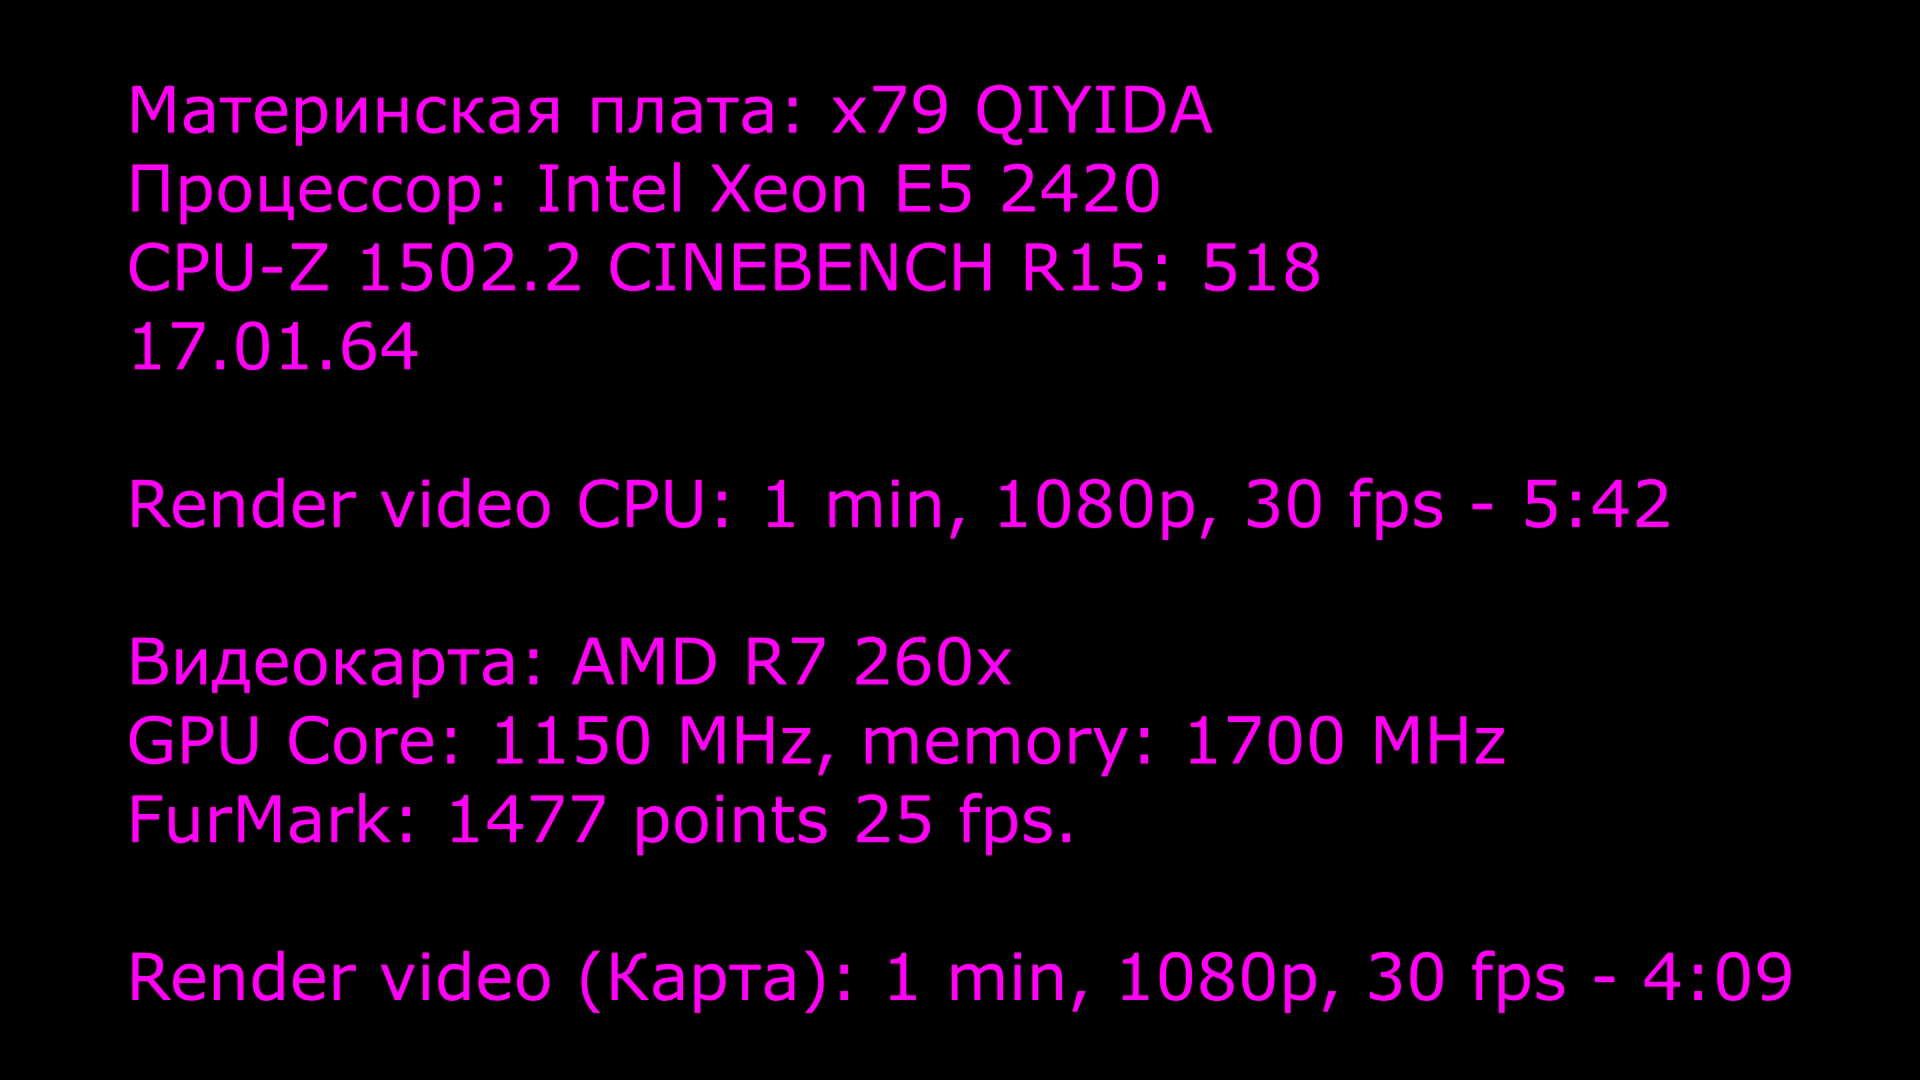 Материнская плата: x79 QIYIDA
Процессор: Intel Xeon E5 2420
CPU-Z 1502.2 CINEBENCH R15: 518
17.01.64
Render video CPU: 1 min, 1080p, 30 fps - 5:42
Видеокарта: AMD R7 260x
GPU Core: 1150 MHz, memory: 1700 MHz
FurMark: 1477 points 25 fps.
Render video (Карта): 1 min, 1080p, 30 fps - 4:09